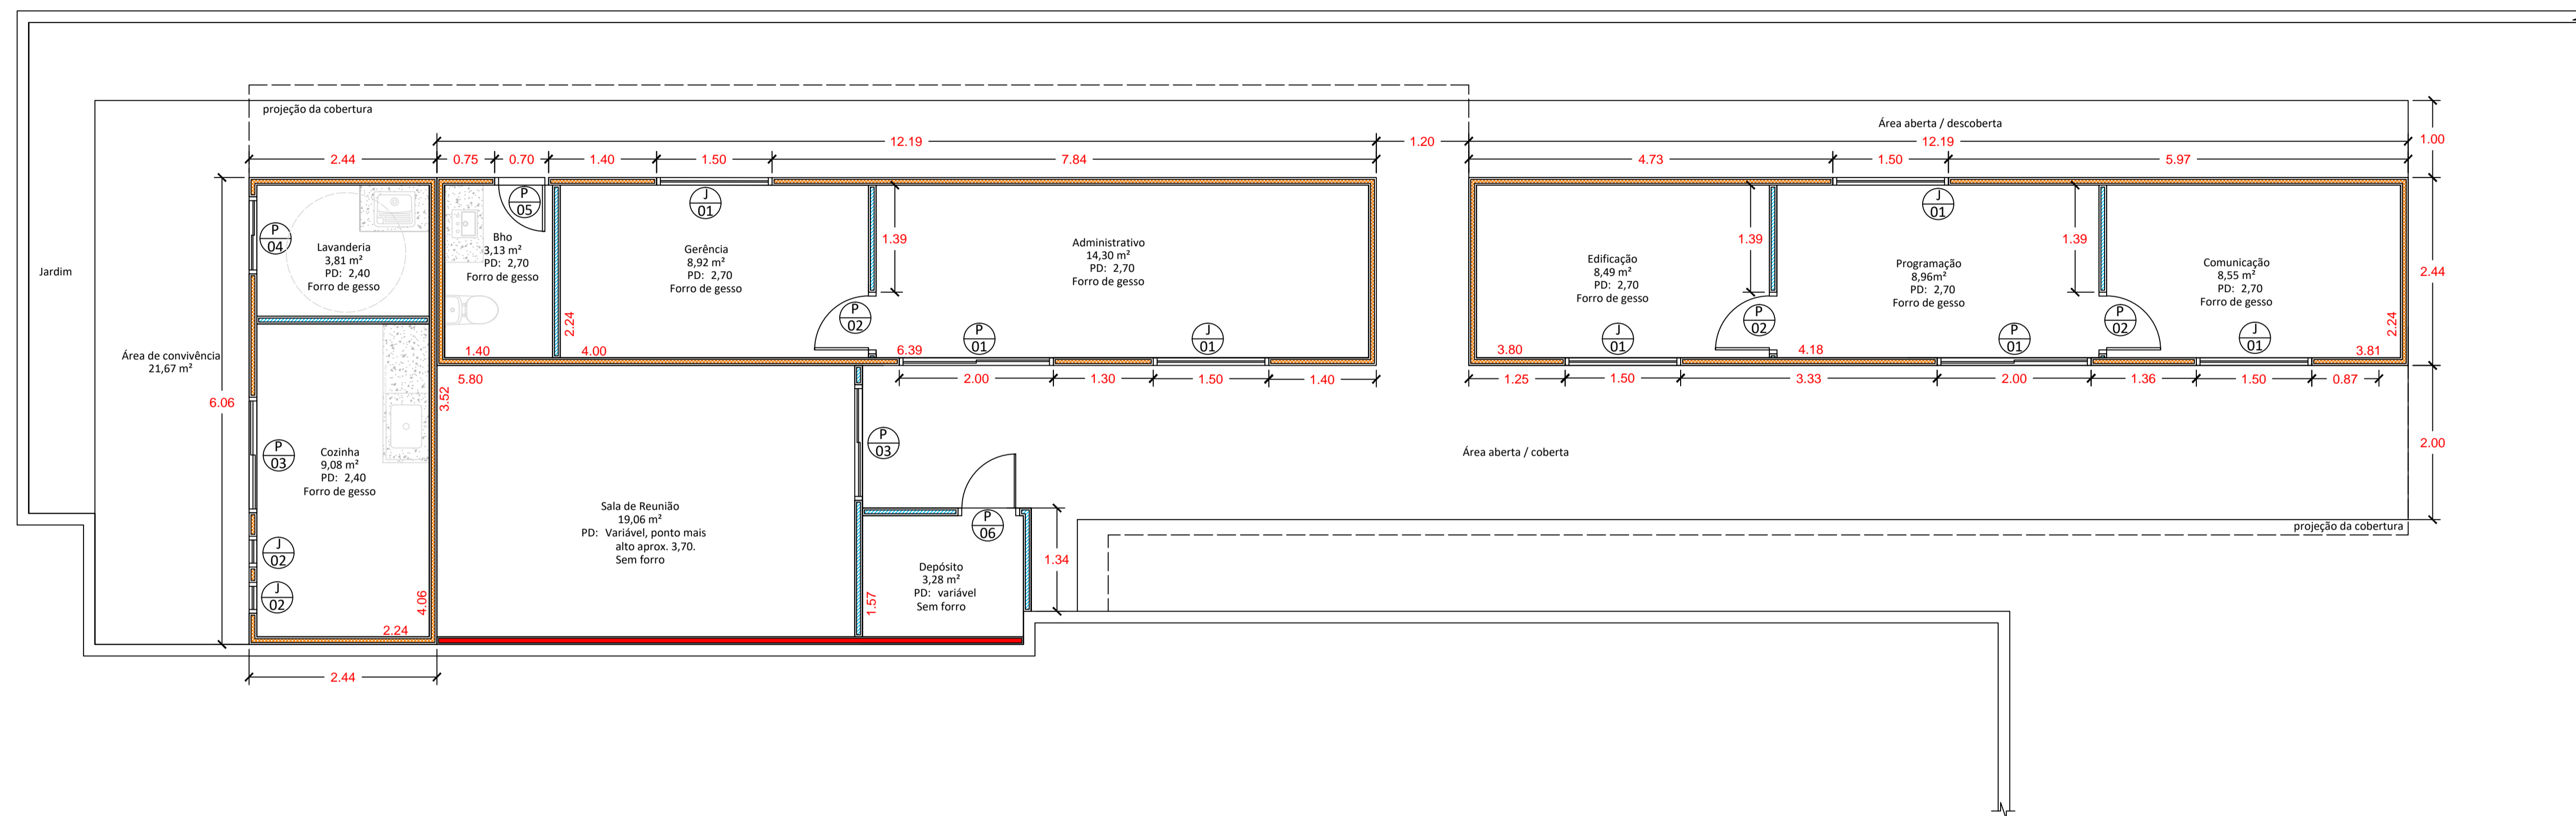 projeção da cobertura
Área aberta / descoberta
12.19
1.20
12.19
1.00
2.44
0.75
0.70
1.40
1.50
7.84
4.73
1.50
5.97
P
04
Lavanderia
3,81 m²
PD: 2,40
Forro de gesso
P
05
Bho
3,13 m²
PD: 2,70
Forro de gesso
1.40
J
01
Gerência
8,92 m²
PD: 2,70
Forro de gesso
2.24
4.00
P
02
1.39
Administrativo
14,30 m²
PD: 2,70
Forro de gesso
6.39
P
01
J
01
2.00
1.30
1.50
1.40
Edificação
8,49 m²
PD: 2,70
Forro de gesso
1.39
3.80
J
01
P
02
J
01
Programação
8,96m²
PD: 2,70
Forro de gesso
1.39
4.18
P
01
P
02
Comunicação
8,55 m²
PD: 2,70
Forro de gesso
J
01
2.24
3.81
2.44
1.25
1.50
3.33
2.00
1.36
1.50
0.87
2.00
Jardim
Área de convivência
21,67 m²
6.06
P
03
Cozinha
9,08 m²
PD: 2,40
Forro de gesso
J
02
J
02
4.06
2.24
2.44
5.80
3.52
Sala de Reunião
19,06 m²
PD: Variável, ponto mais
alto aprox. 3,70.
Sem forro
P
03
Área aberta / coberta
P
06
1.34
Depósito
3,28 m²
PD: variável
Sem forro
1.57
projeção da cobertura